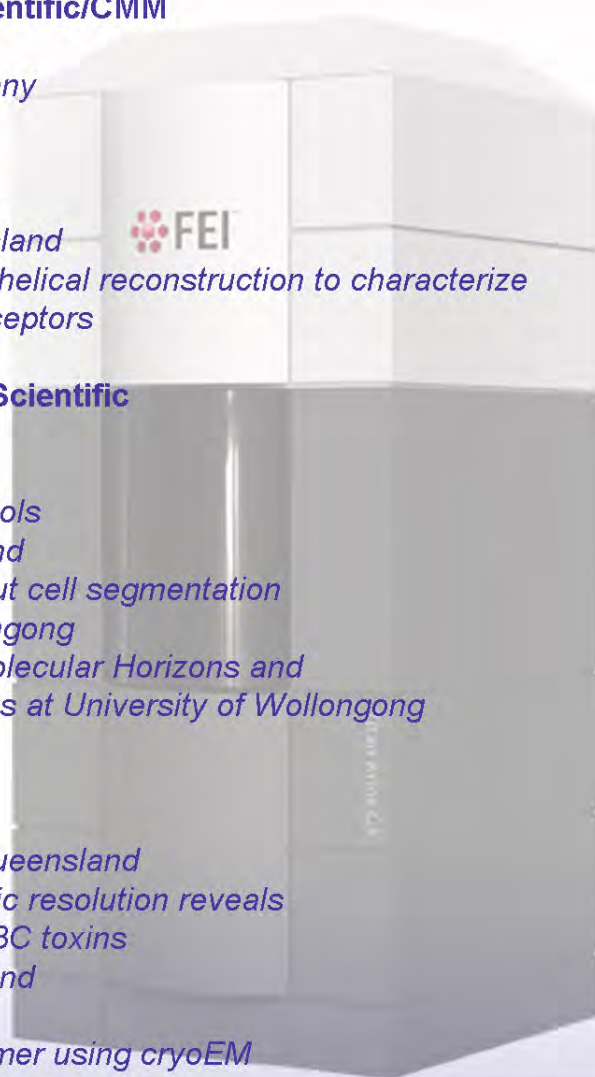 entific/CMM
ny
land
FEI
helical reconstruction to characterize
ceptors
Scientific
ols
nd
ut cell segmentation
ngong
olecular Horizons and
s at University of Wollongong
ueensland
ic resolution reveals
BC toxins
nd
mer using cryoEM